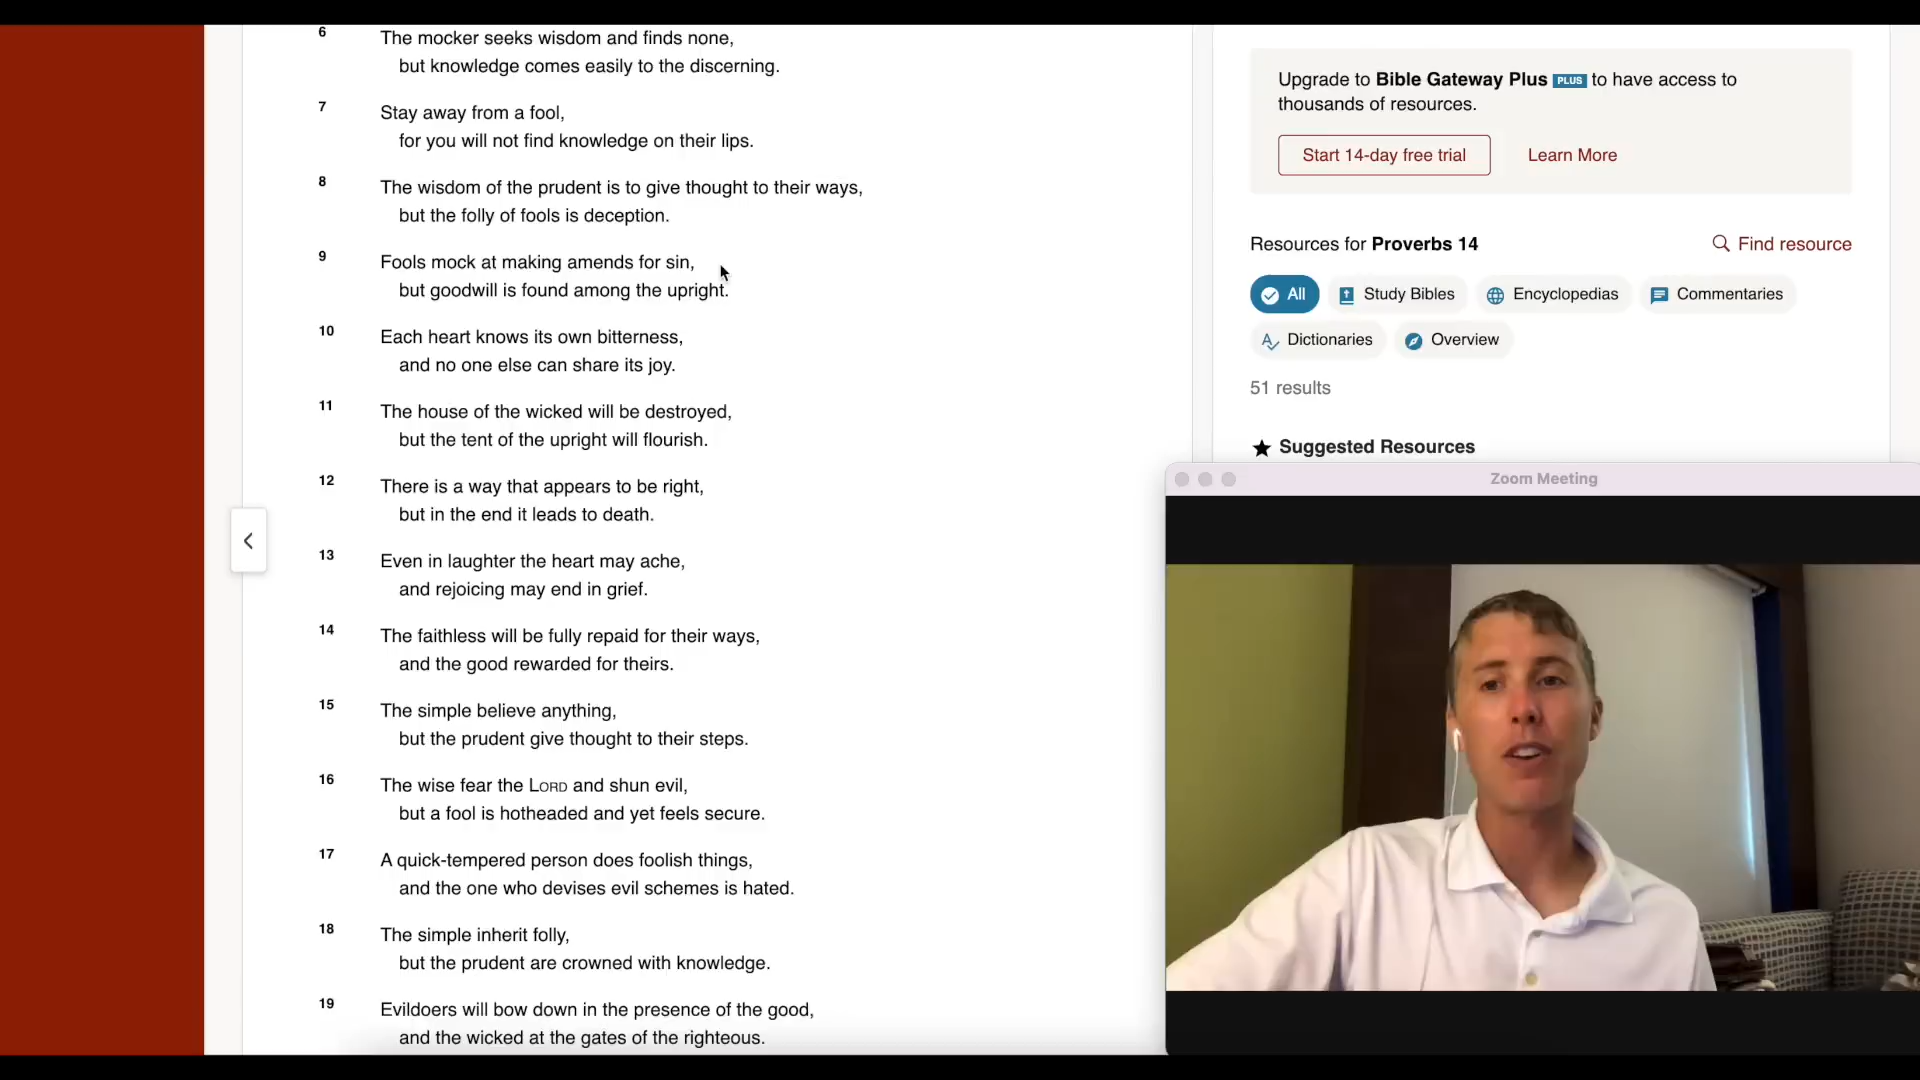 6 The mocker seeks wisdom and finds none,
but knowledge comes easily to the discerning.
7 Stay away from a fool,
for you will not find knowledge on their lips.
8 The wisdom of the prudent is to give thought to their ways,
but the folly of fools is deception.
9 Fools mock at making amends for sin,
but goodwill is found among the upright.
10 Each heart knows its own bitterness,
and no one else can share its joy.
11 The house of the wicked will be destroyed,
but the tent of the upright will flourish.
12 There is a way that appears to be right,
but in the end it leads to death.
13 Even in laughter the heart may ache,
and rejoicing may end in grief.
14 The faithless will be fully repaid for their ways,
and the good rewarded for theirs.
15 The simple believe anything,
but the prudent give thought to their steps.
16 The wise fear the LORD and shun evil,
but a fool is hotheaded and yet feels secure.
17 A quick-tempered person does foolish things,
and the one who devises evil schemes is hated.
18 The simple inherit folly,
but the prudent are crowned with knowledge.
19 Evildoers will bow down in the presence of the good,
and the wicked at the gates of the righteous.
Upgrade to Bible Gateway Plus PLUS to have access to
thousands of resources.
Start 14-day free trial Learn More
Resources for Proverbs 14 Find resource
All Study Bibles Encyclopedias Commentaries
Dictionaries Overview
51 results
Suggested Resources
Zoom Meeting